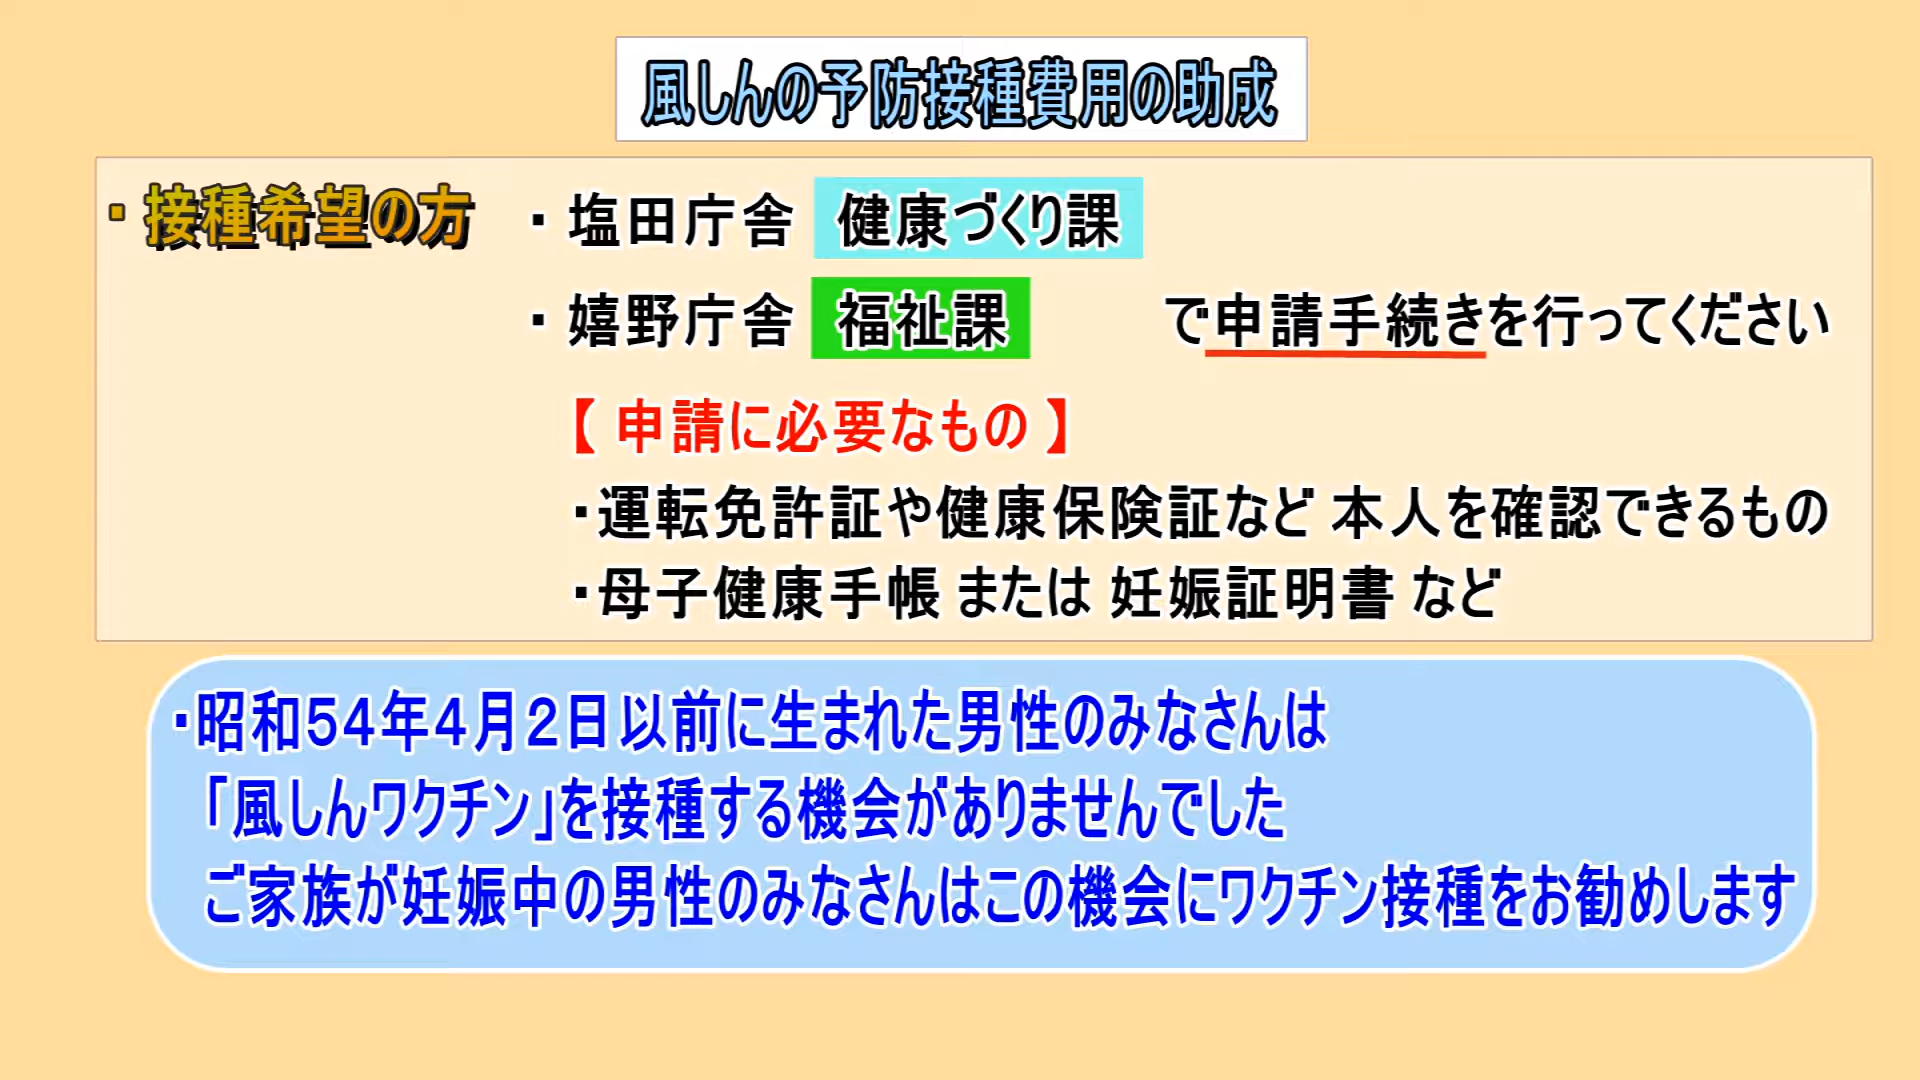 風しんの予防接種費用の助成
・接種希望の方
・塩田庁舎 健康づくり課
・嬉野庁舎 福祉課 で申請手続きを行ってください
【 申請に必要なもの 】
・運転免許証や健康保険証など 本人を確認できるもの
・母子健康手帳 または 妊娠証明書 など
・昭和54年4月2日以前に生まれた男性のみなさんは
「風しんワクチン」を接種する機会がありませんでした
ご家族が妊娠中の男性のみなさんはこの機会にワクチン接種をお勧めします